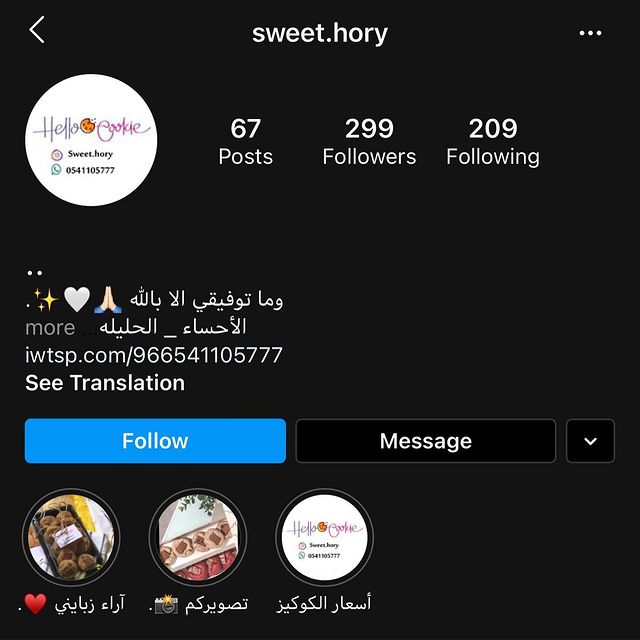 sweet.hory
Hello Cookie
Sweet.hory
0541105777
67 299 209
Posts Followers Following
..
وما توفيقي الا بالله 🙏🏻🤍✨.
الأحساء _ الحليله... more
iwtsp.com/966541105777
See Translation
Follow Message
Hello Cookie
Sweet.hory
0541105777
آراء زبايني ♥️. تصويركم 📸. أسعار الكوكيز